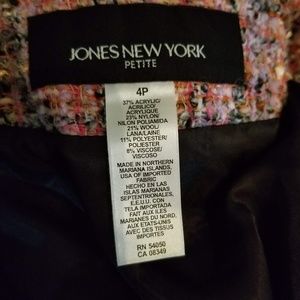 JONES NEW YORK
PETITE
4P
37% ACRYLIC/
ACRILICO/
ACRYLIQUE
23% NYLON/
NILON POLIAMIDA
21% WOOL/
LANA/LAINE
11% POLYESTER/
POLIESTER
8% VISCOSE/
VISCOSO
MADE IN NORTHERN
MARIANA ISLANDS,
USA OF IMPORTED
FABRIC
HECHO EN LAS
ISLAS MARIANAS
SEPTENTRIONALES,
E.E.U.U. CON
TELA IMPORTADA
FAIT AUX ILES
MARIANES DU NORD,
AUX E.U. D'AMERIQUE
AVEC DES TISSUS
IMPORTES
RN 54050
CA 08349